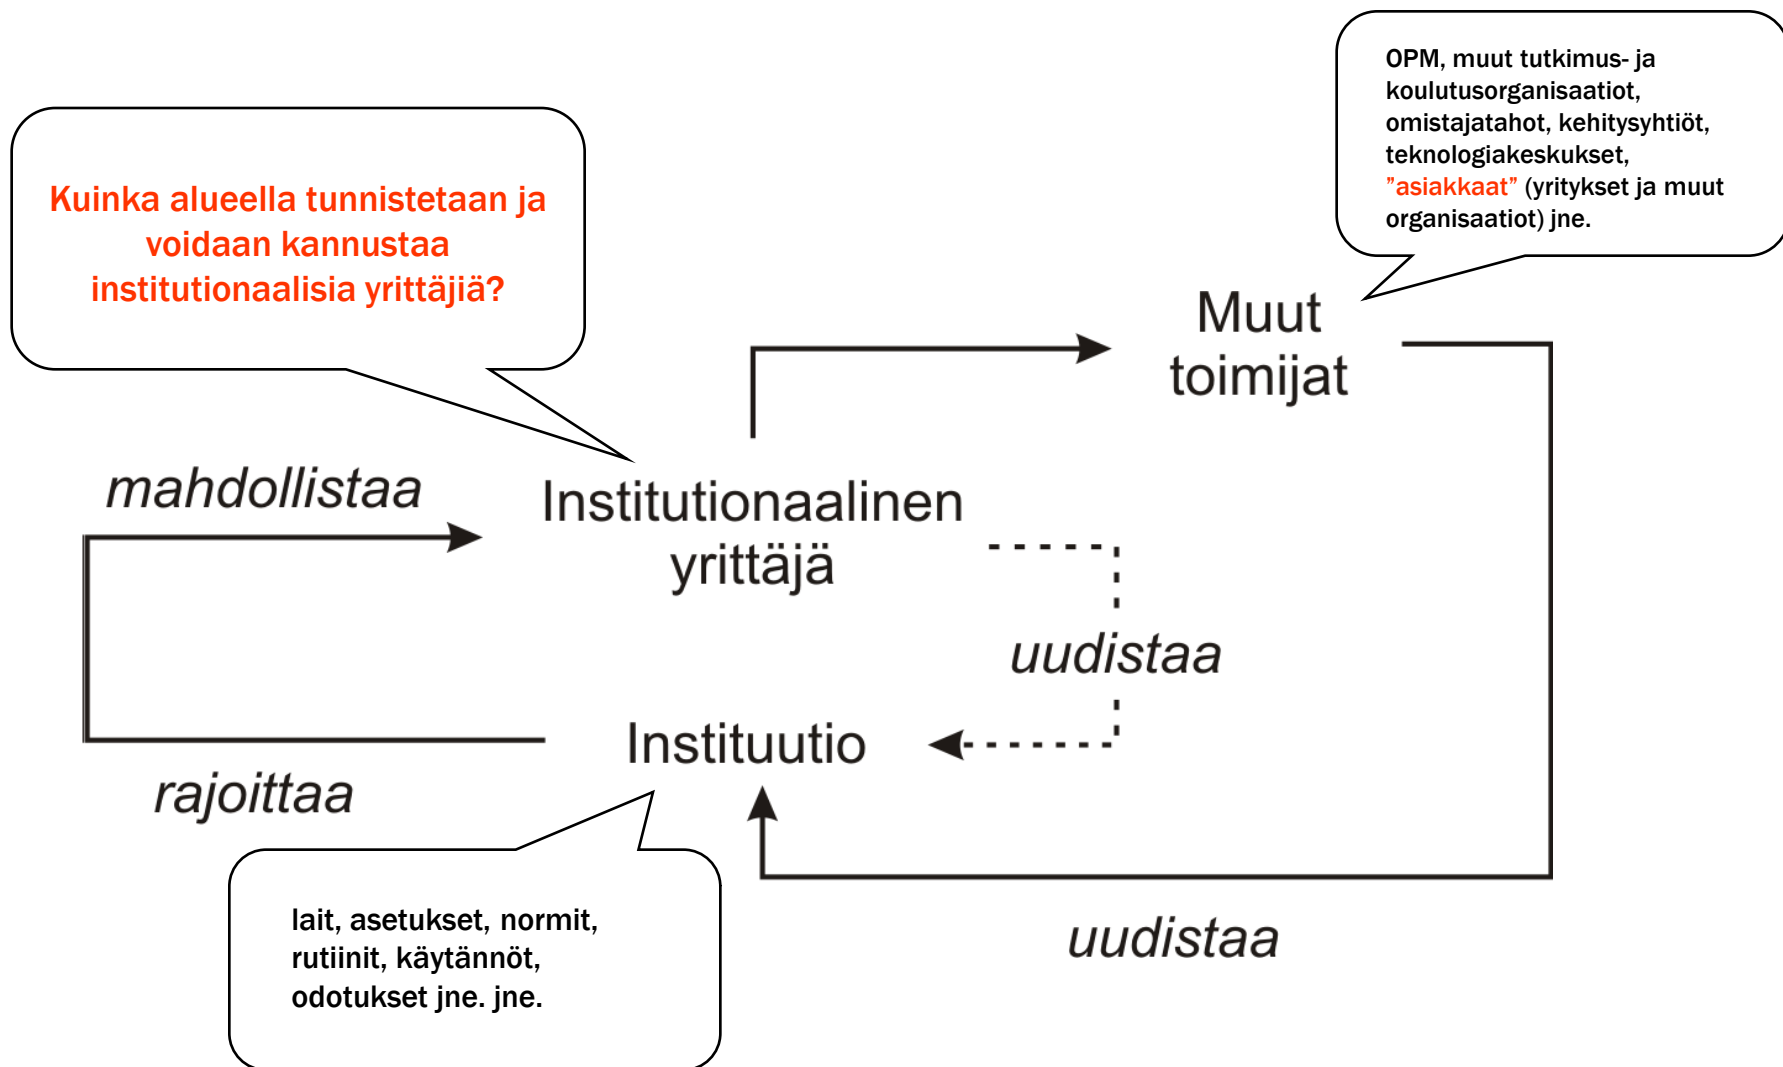 OPM, muut tutkimus- ja
koulutusorganisaatiot,
omistajatahot, kehitysyhtiöt,
teknologiakeskukset,
"asiakkaat" (yritykset ja muut
organisaatiot) jne.
Kuinka alueella tunnistetaan ja
voidaan kannustaa
institutionaalisia yrittäjiä?
Muut
toimijat
mahdollistaa
Institutionaalinen
yrittäjä
uudistaa
Instituutio
rajoittaa
lait, asetukset, normit,
rutiinit, käytännöt,
odotukset jne. jne.
uudistaa